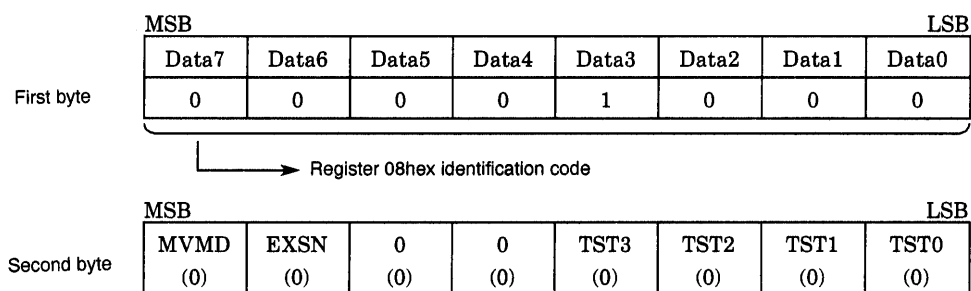 MSB LSB
Data7 Data6 Data5 Data4 Data3 Data2 Data1 Data0
First byte 0 0 0 0 1 0 0 0
Register 08hex identification code
MSB LSB
MVMD EXSN 0 0 TST3 TST2 TST1 TST0
Second byte
(0) (0) (0) (0) (0) (0) (0) (0)